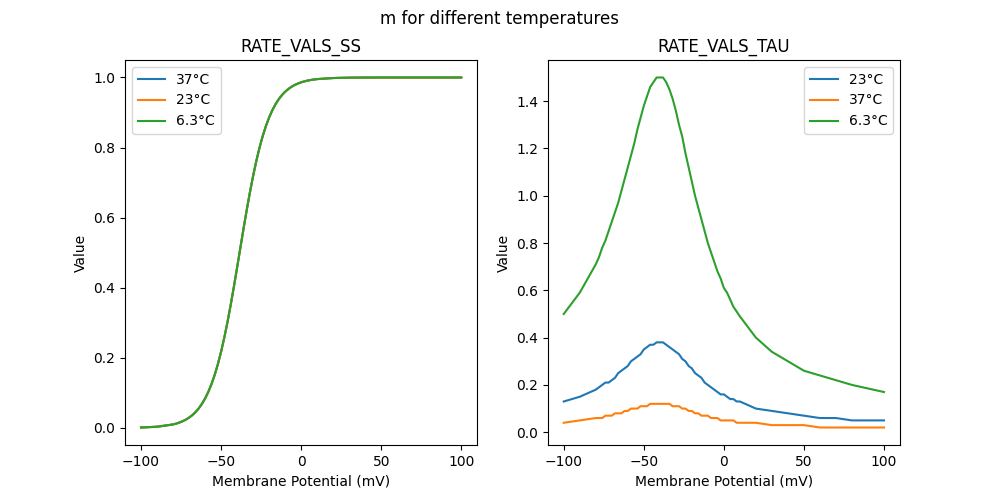 m for different temperatures
RATE_VALS_SS
37°C
23°C
6.3°C
1.0
0.8
0.6
0.4
0.2
0.0
Value
−100
−50
0
50
100
Membrane Potential (mV)
RATE_VALS_TAU
23°C
37°C
6.3°C
1.4
1.2
1.0
0.8
0.6
0.4
0.2
0.0
Value
−100
−50
0
50
100
Membrane Potential (mV)